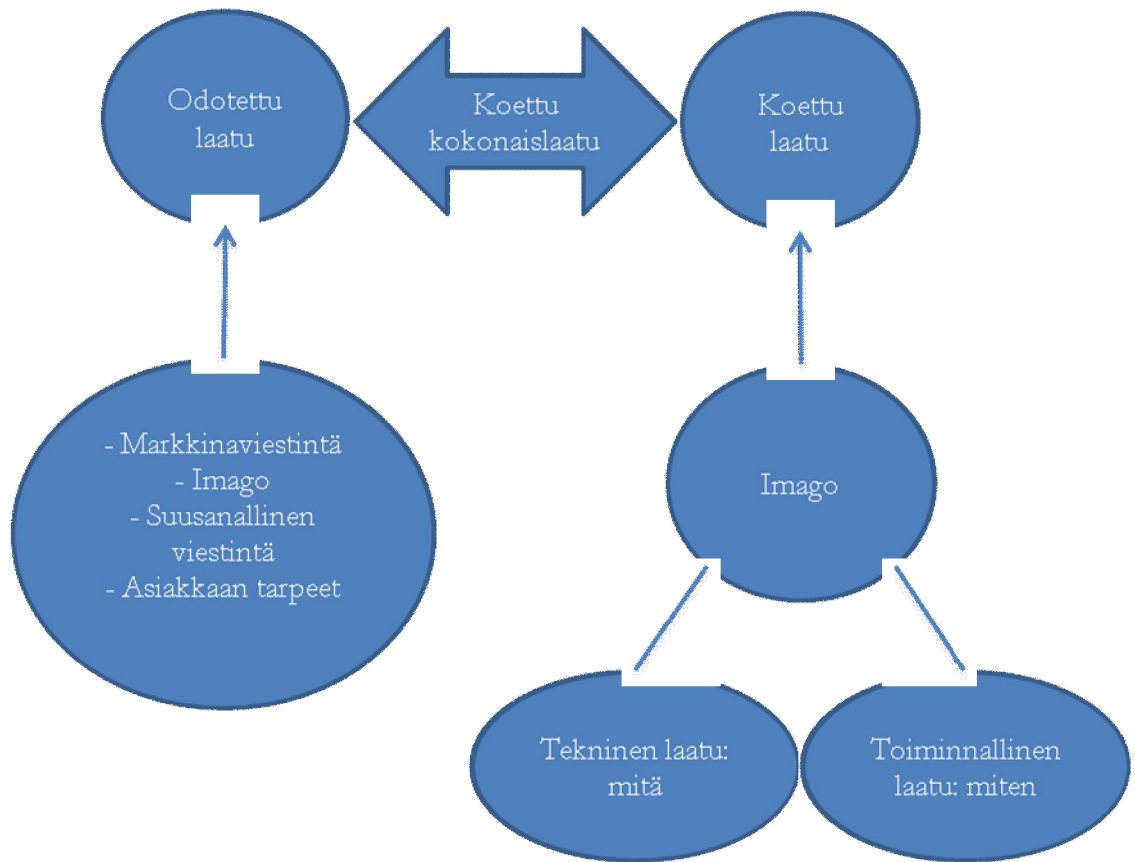 Odotettu
laatu
Koettu
kokonaislaatu
Koettu
laatu
- Markkinaviestintä
- Imago
- Suusanallinen
viestintä
- Asiakkaan tarpeet
Imago
Tekninen laatu:
mitä
Toiminnallinen
laatu: miten